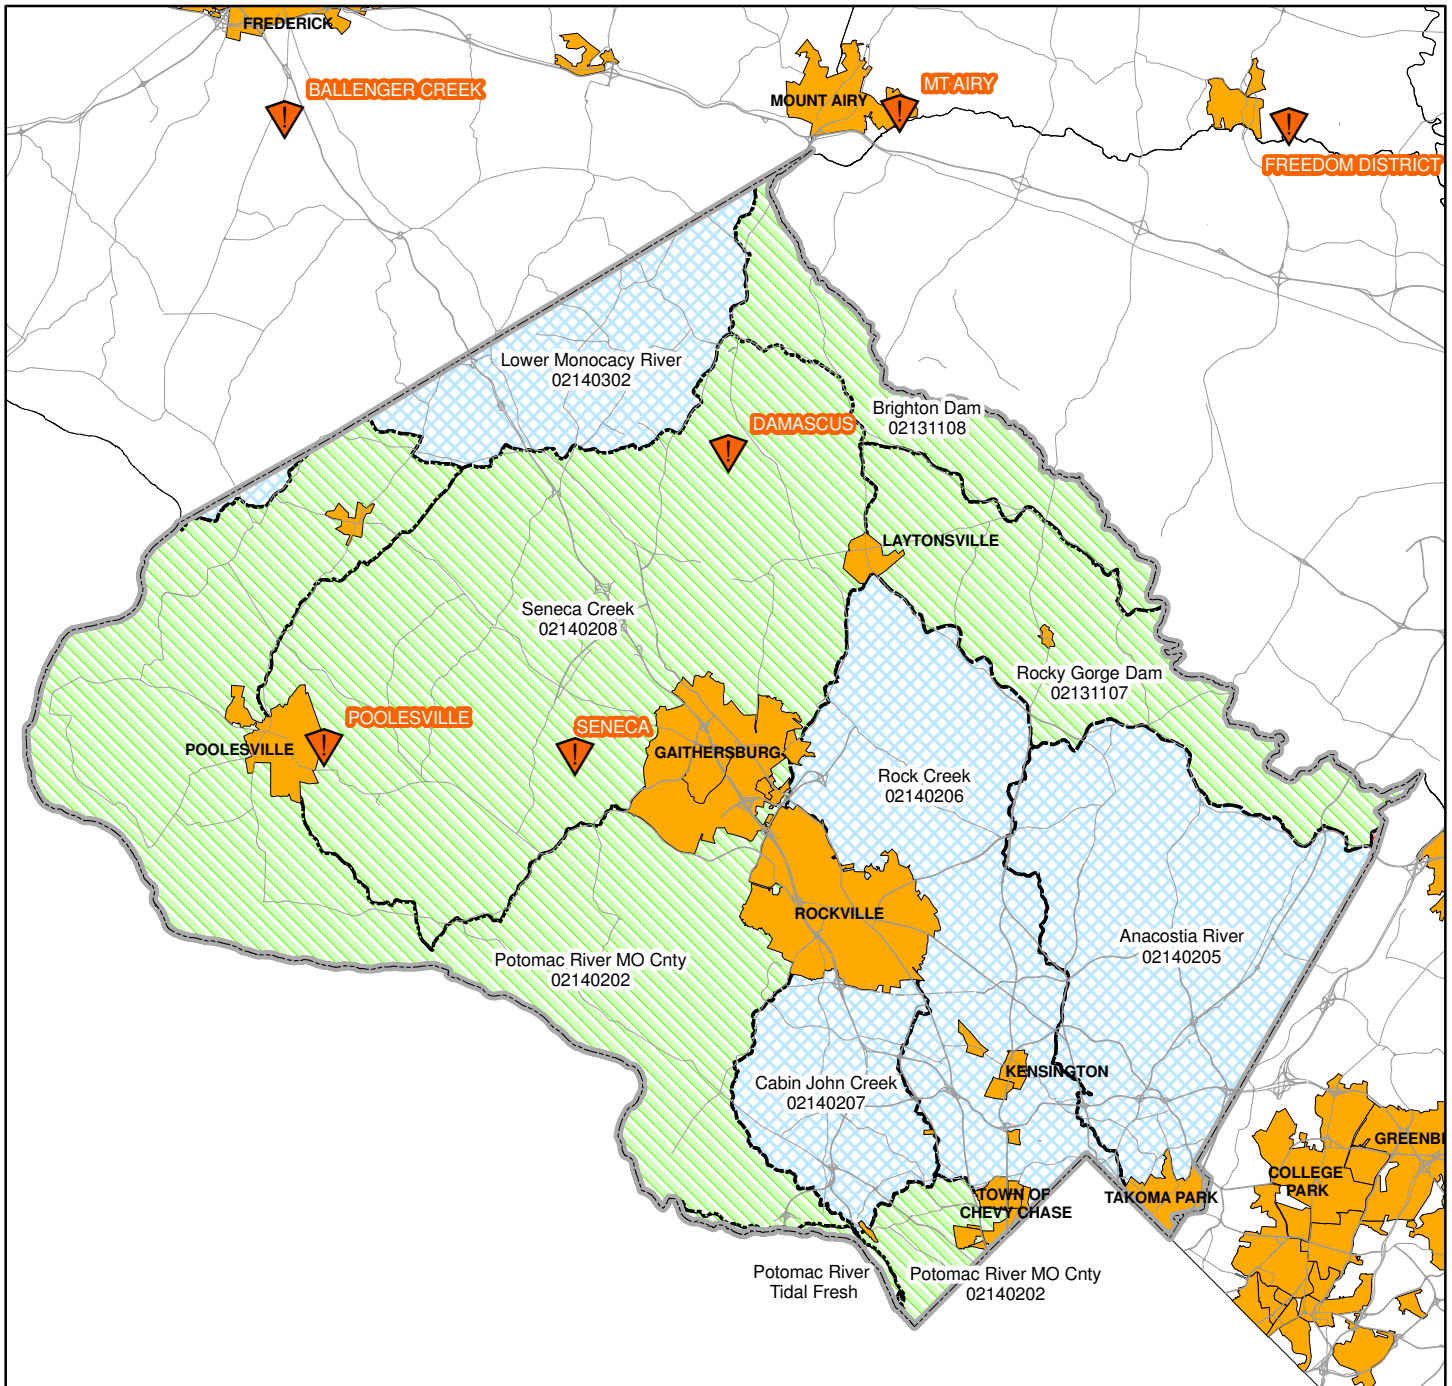 FREDERICK
BALLENGER CREEK
MOUNT AIRY
MT AIRY
FREEDOM DISTRICT
Lower Monocacy River
02140302
Brighton Dam
02131108
DAMASCUS
LAYTONSVILLE
Seneca Creek
02140208
Rocky Gorge Dam
02131107
POOLESVILLE
POOLESVILLE
SENECA
GAITHERSBURG
Rock Creek
02140206
ROCKVILLE
Anacostia River
02140205
Potomac River MO Cnty
02140202
Cabin John Creek
02140207
KENSINGTON
GREENB
COLLEGE
PARK
TOWN OF
CHEVY CHASE
TAKOMA PARK
Potomac River
Tidal Fresh
Potomac River MO Cnty
02140202